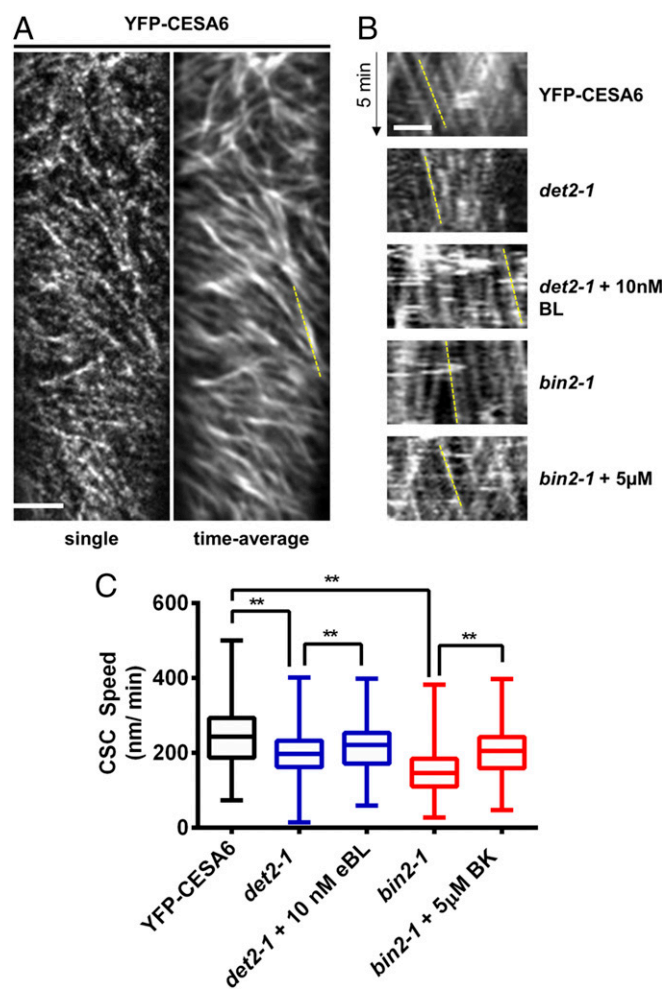 A
YFP-CESA6
single
time-average
B
5 min
YFP-CESA6
det2-1
det2-1 + 10nM
BL
bin2-1
bin2-1 + 5µM
C
CSC Speed
(nm/ min)
600
400
200
0
**
**
**
**
YFP-CESA6
det2-1
det2-1 + 10 nM eBL
bin2-1
bin2-1 + 5µM BK